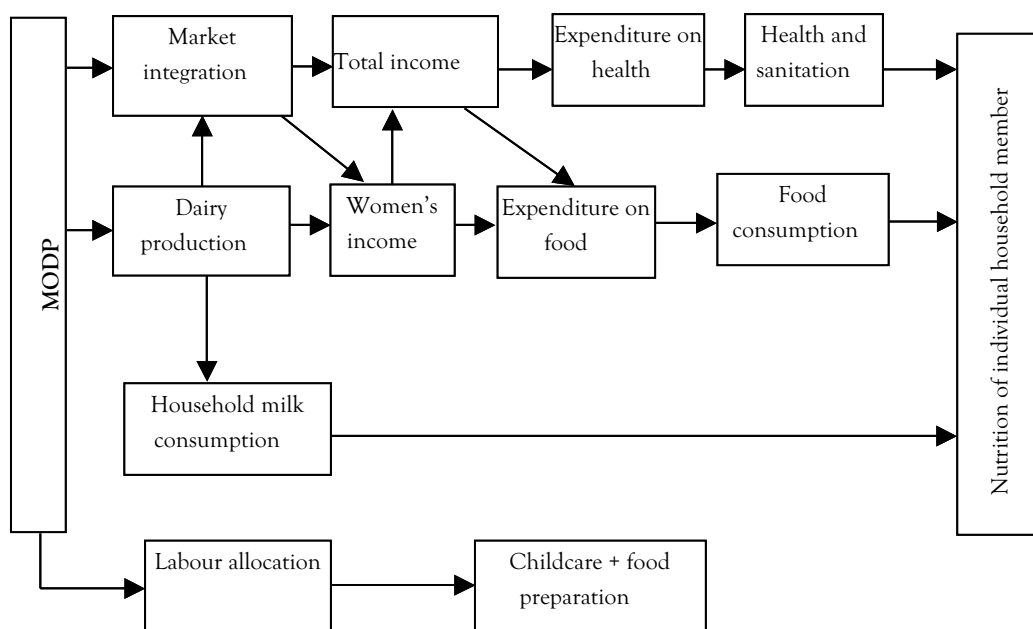 MODP
Market
integration
Total income
Expenditure on
health
Health and
sanitation
Dairy
production
Women's
income
Expenditure on
food
Food
consumption
Household milk
consumption
Labour allocation
Childcare + food
preparation
Nutrition of individual household member